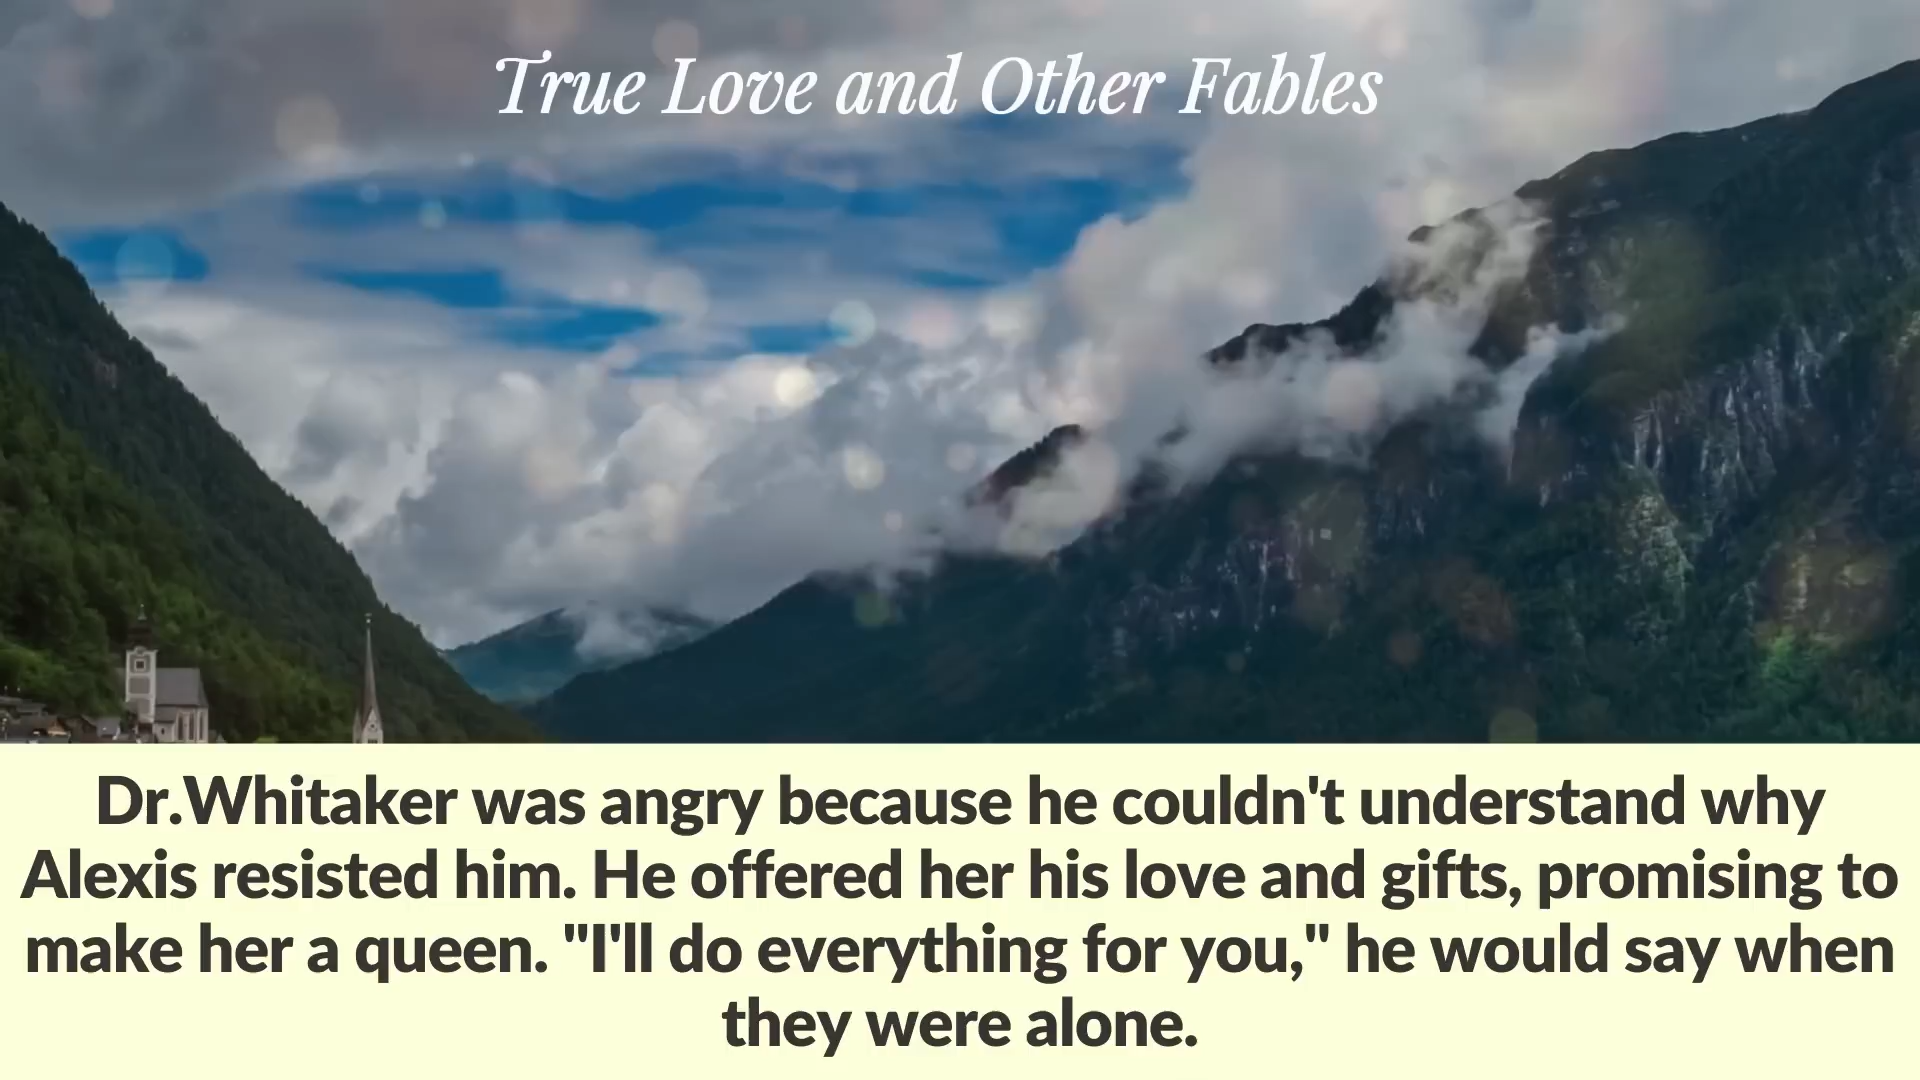 True Love and Other Fables
Dr.Whitaker was angry because he couldn't understand why
Alexis resisted him. He offered her his love and gifts, promising to
make her a queen. "I'll do everything for you," he would say when
they were alone.